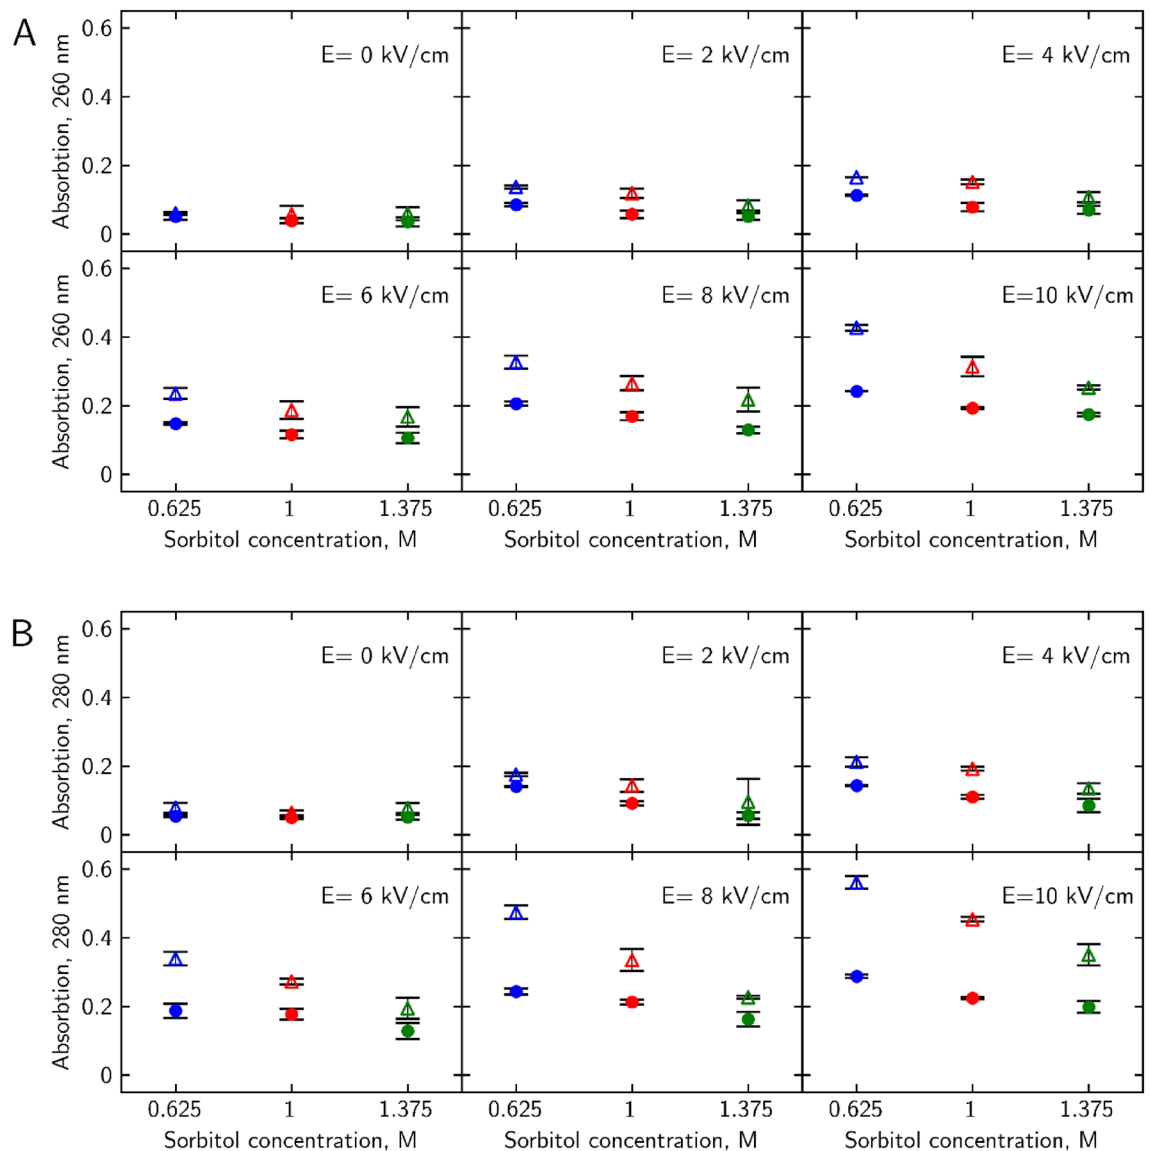 A
Absorbtion, 260 nm
0.6
0.4
0.2
0
E= 0 kV/cm
E= 2 kV/cm
E= 4 kV/cm
Absorbtion, 260 nm
0.6
0.4
0.2
0
E= 6 kV/cm
E= 8 kV/cm
E=10 kV/cm
0.625 1 1.375 0.625 1 1.375 0.625 1 1.375
Sorbitol concentration, M Sorbitol concentration, M Sorbitol concentration, M
B
Absorbtion, 280 nm
0.6
0.4
0.2
0
E= 0 kV/cm
E= 2 kV/cm
E= 4 kV/cm
Absorbtion, 280 nm
0.6
0.4
0.2
0
E= 6 kV/cm
E= 8 kV/cm
E=10 kV/cm
0.625 1 1.375 0.625 1 1.375 0.625 1 1.375
Sorbitol concentration, M Sorbitol concentration, M Sorbitol concentration, M